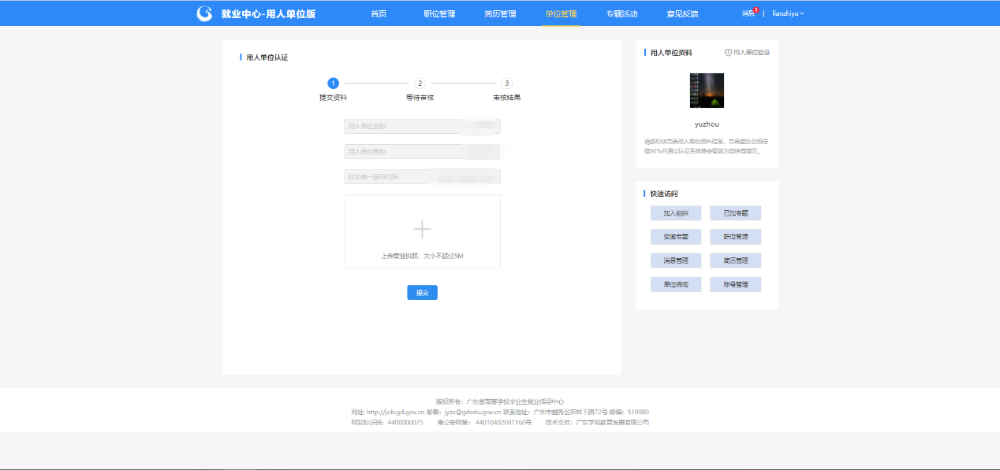 就业中心-用人单位版 首页 职位管理 简历管理 单位管理 专题活动 意见反馈 消息 1 | lianzhiyu
用人单位认证
1 2 3
提交资料 等待审核 审核结果
用人单位全称:
用人单位简称:
社会统一信用代码:
上传营业执照，大小不超过5M
提交
用人单位资料 用人单位验证
yuzhou
请您尽快完善用人单位资料信息，完善度达到预定
值90%并通过认证系统将会智能为您推荐简历。
快速访问
加入组织 已加专题
受邀专题 职位管理
消息管理 简历管理
单位咨询 账号管理
版权所有：广东省高等学校毕业生就业指导中心
网址: http://job.gd.gov.cn 邮箱：jyzx@gdedu.gov.cn 联系地址：广州市越秀区农林下路72号 邮编：510080
网站标识码：4400000075 粤公安网备：44010402001160号 技术支持：广东学苑教育发展有限公司